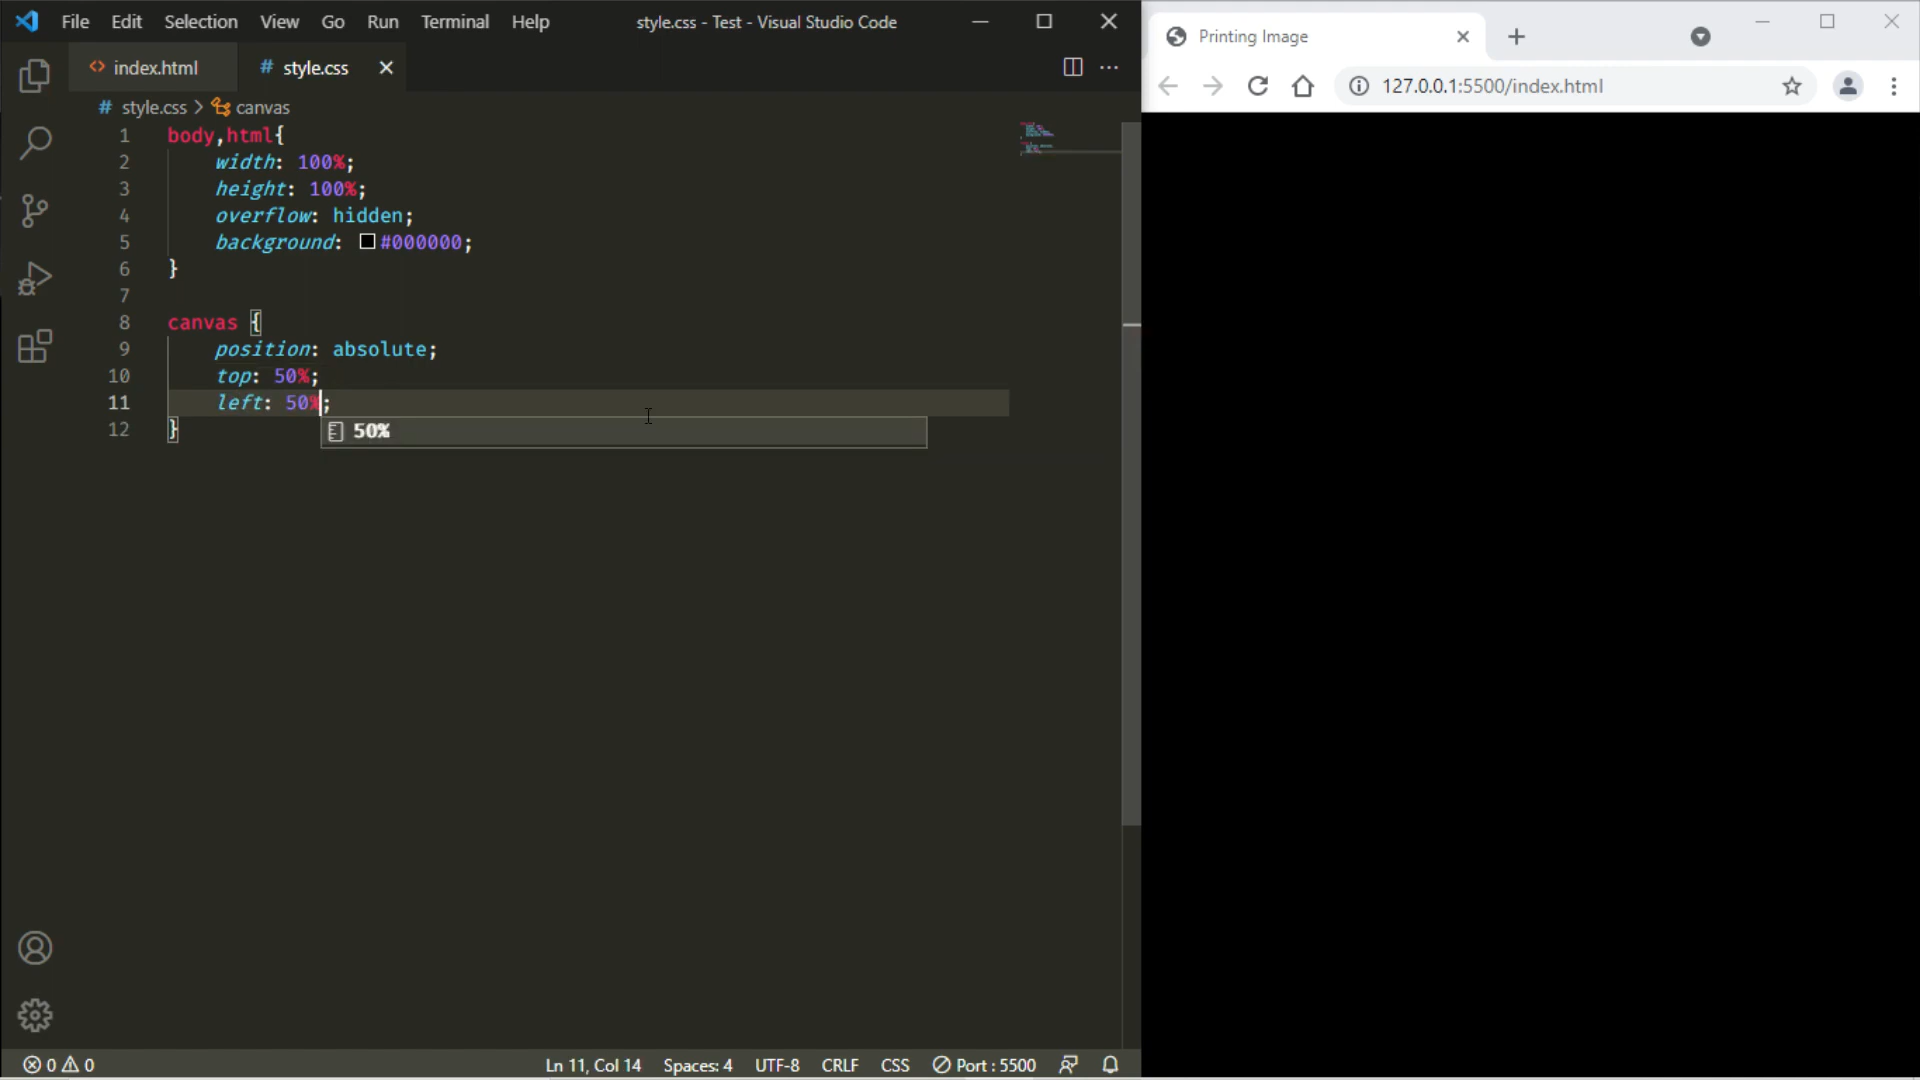 File Edit Selection View Go Run Terminal Help style.css - Test - Visual Studio Code
index.html
# style.css
# style.css > canvas
1 body,html{
2 width: 100%;
3 height: 100%;
4 overflow: hidden;
5 background: #000000;
6 }
7
8 canvas {
9 position: absolute;
10 top: 50%;
11 left: 50%;
12 }
50%
0 0 Ln 11, Col 14 Spaces: 4 UTF-8 CRLF CSS Port : 5500
Printing Image
127.0.0.1:5500/index.html